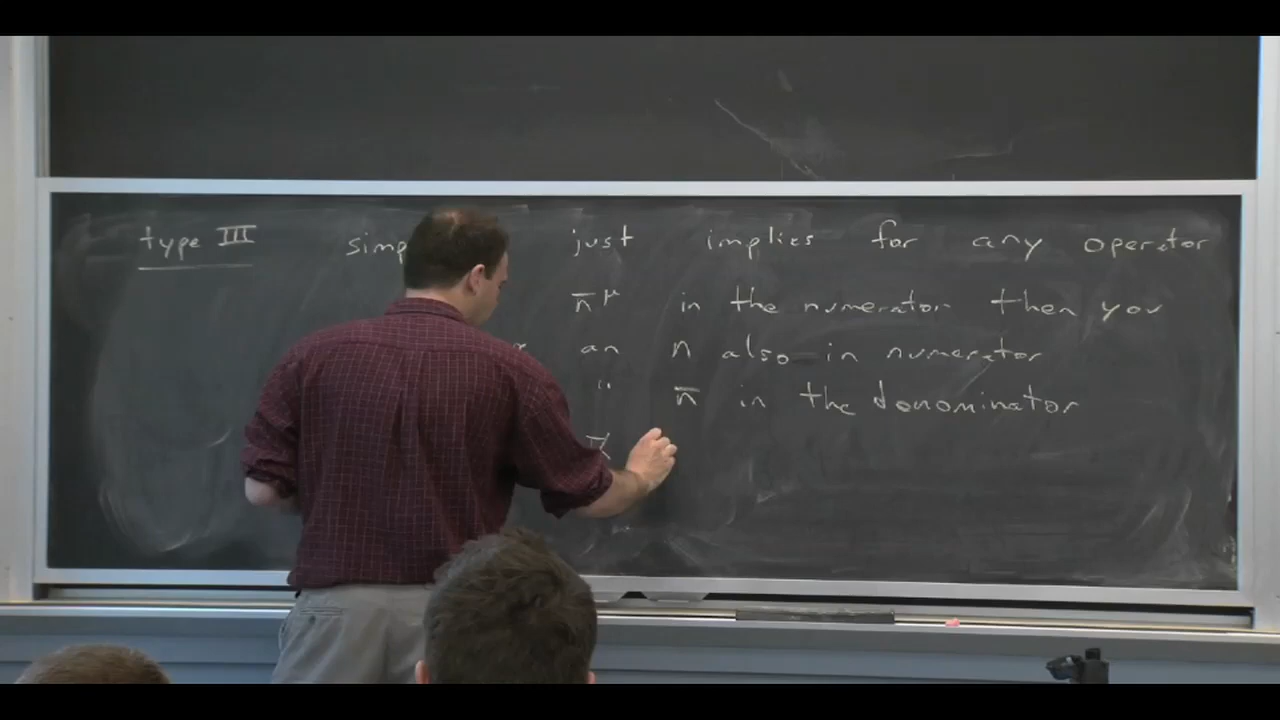 type III simp just implies for any operator
n̄^μ in the numerator then you
an n also in numerator
" n̄ in the denominator